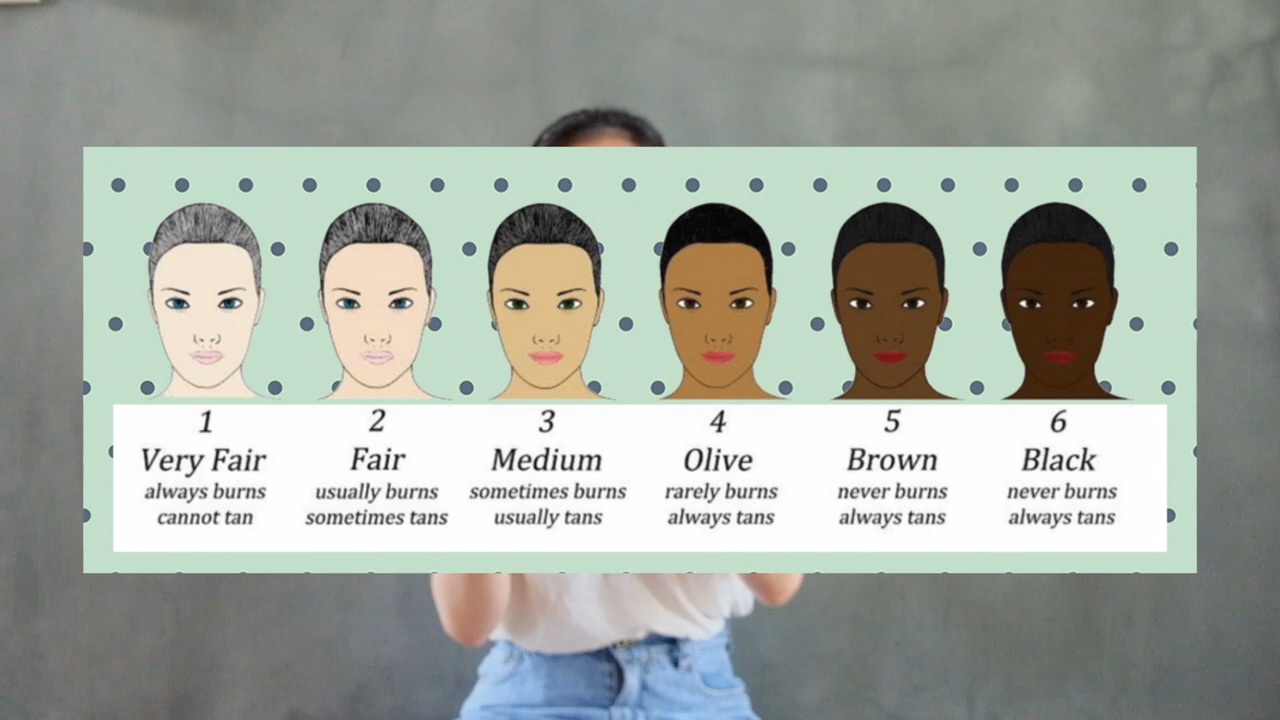 1 2 3 4 5 6
Very Fair Fair Medium Olive Brown Black
always burns usually burns sometimes burns rarely burns never burns never burns
cannot tan sometimes tans usually tans always tans always tans always tans